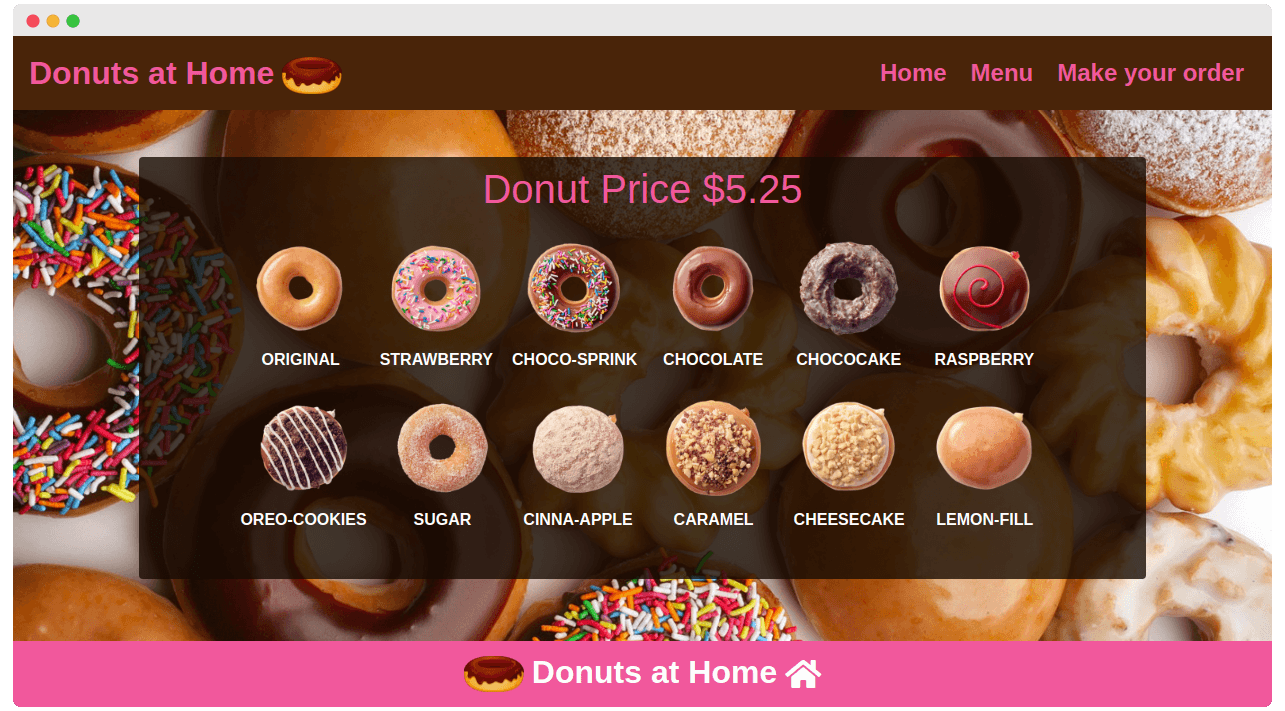 Donuts at Home
Home Menu Make your order
Donut Price $5.25
ORIGINAL STRAWBERRY CHOCO-SPRINK CHOCOLATE CHOCOCAKE RASPBERRY
OREO-COOKIES SUGAR CINNA-APPLE CARAMEL CHEESECAKE LEMON-FILL
Donuts at Home